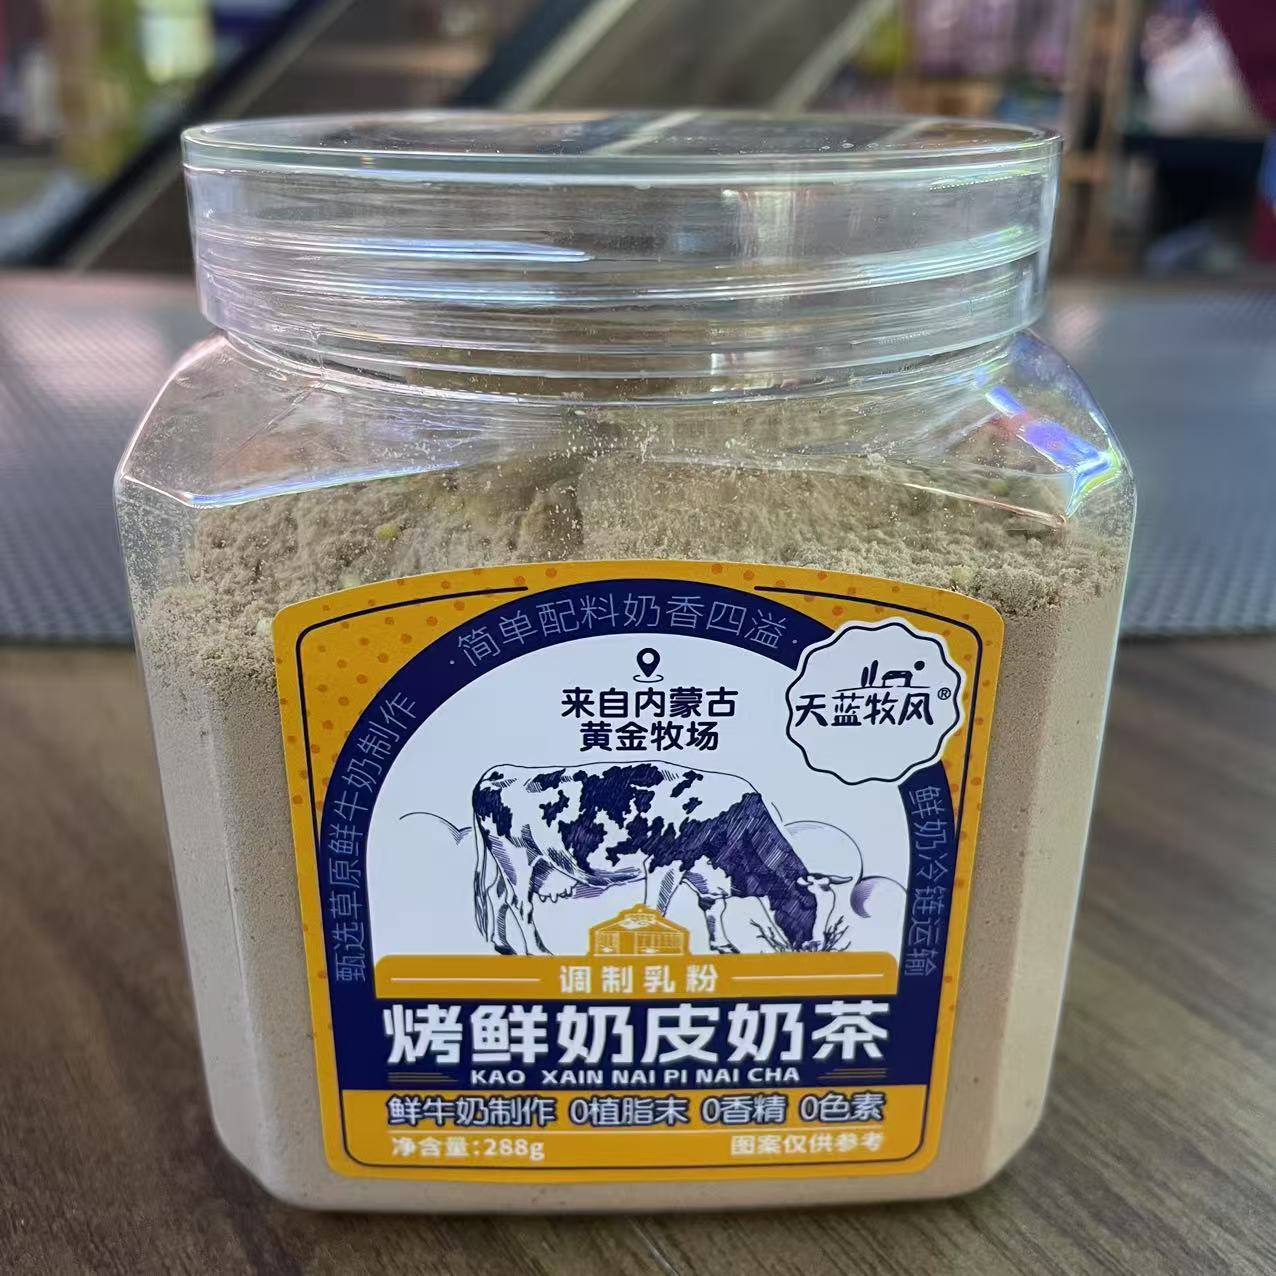 ·简单配料奶香四溢·
甄选草原鲜牛奶制作
鲜奶冷链运输
来自内蒙古
黄金牧场
天蓝牧风®
调制乳粉
烤鲜奶皮奶茶
KAO XAIN NAI PI NAI CHA
鲜牛奶制作 0植脂末 0香精 0色素
净含量:288g
图案仅供参考